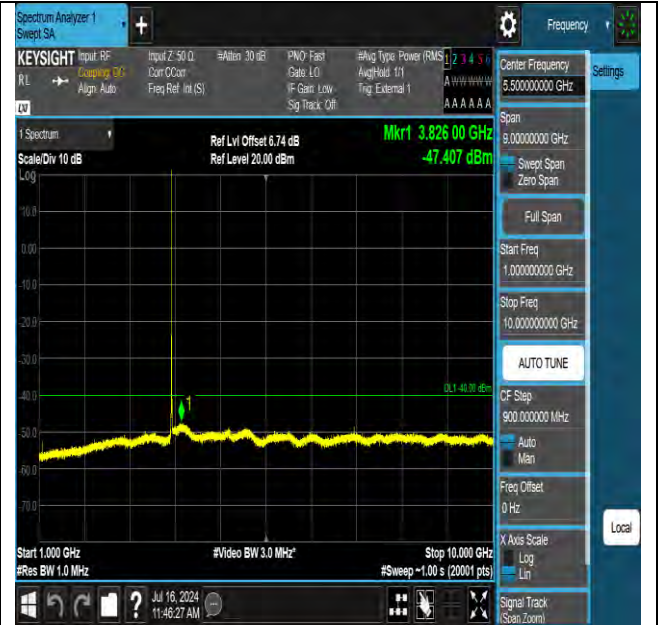 Spectrum Analyzer 1
Swept SA
Frequency
KEYSIGHT
Input: RF
Coupling: DC
Align: Auto
Input Z: 50 Ω
Corr CCorr
Freq Ref: Int (S)
#Atten: 30 dB
PNO: Fast
Gate: LO
IF Gain: Low
Sig Track: Off
#Avg Type: Power (RMS
Avg|Hold: 1/1
Trig: External 1
1 2 3 4 5 6
A W W W W W
A A A A A A
RL
LXI
1 Spectrum
Scale/Div 10 dB
Ref Lvl Offset 6.74 dB
Ref Level 20.00 dBm
Mkr1 3.826 00 GHz
-47.407 dBm
Log
10.0
0.00
-10.0
-20.0
-30.0
-40.0
-50.0
-60.0
-70.0
1
Start 1.000 GHz
#Res BW 1.0 MHz
#Video BW 3.0 MHz*
Stop 10.000 GHz
#Sweep ~1.00 s (20001 pts)
Jul 16, 2024
11:46:27 AM
Center Frequency
5.500000000 GHz
Settings
Span
9.00000000 GHz
Swept Span
Zero Span
Full Span
Start Freq
1.000000000 GHz
Stop Freq
10.000000000 GHz
AUTO TUNE
CF Step
900.000000 MHz
Auto
Man
Freq Offset
0 Hz
X Axis Scale
Log
Lin
Signal Track
(Span Zoom)
Local